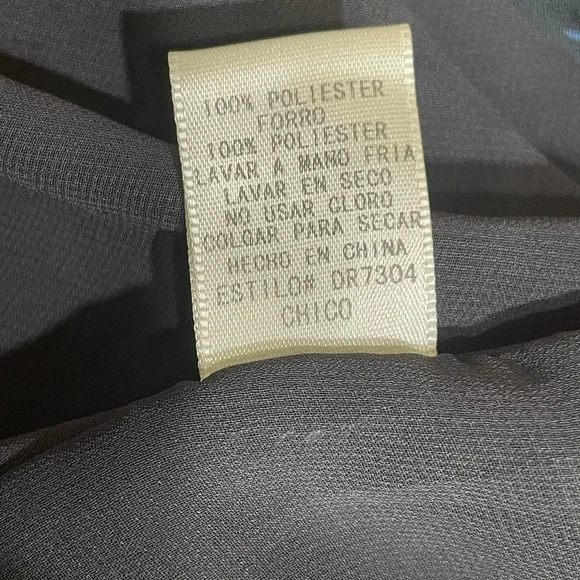 100% POLIESTER
FORRO
100% POLIESTER
LAVAR A MANO FRIA
LAVAR EN SECO
NO USAR CLORO
COLGAR PARA SECAR
HECHO EN CHINA
ESTILO# DR7304
CHICO